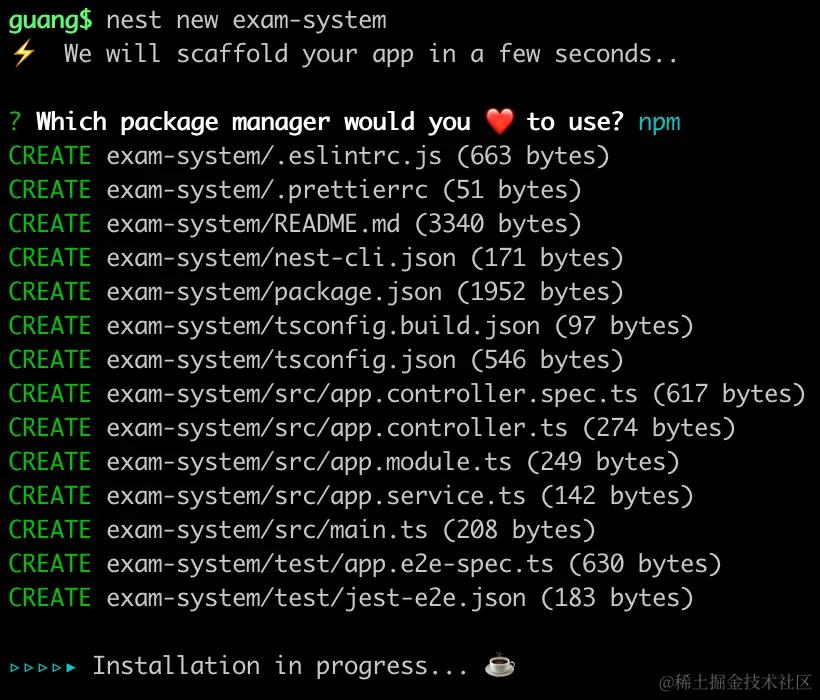 guang$ nest new exam-system
⚡ We will scaffold your app in a few seconds..
? Which package manager would you ❤️ to use? npm
CREATE exam-system/.eslintrc.js (663 bytes)
CREATE exam-system/.prettierrc (51 bytes)
CREATE exam-system/README.md (3340 bytes)
CREATE exam-system/nest-cli.json (171 bytes)
CREATE exam-system/package.json (1952 bytes)
CREATE exam-system/tsconfig.build.json (97 bytes)
CREATE exam-system/tsconfig.json (546 bytes)
CREATE exam-system/src/app.controller.spec.ts (617 bytes)
CREATE exam-system/src/app.controller.ts (274 bytes)
CREATE exam-system/src/app.module.ts (249 bytes)
CREATE exam-system/src/app.service.ts (142 bytes)
CREATE exam-system/src/main.ts (208 bytes)
CREATE exam-system/test/app.e2e-spec.ts (630 bytes)
CREATE exam-system/test/jest-e2e.json (183 bytes)
▹▹▹▹▸ Installation in progress... ☕
@稀土掘金技术社区